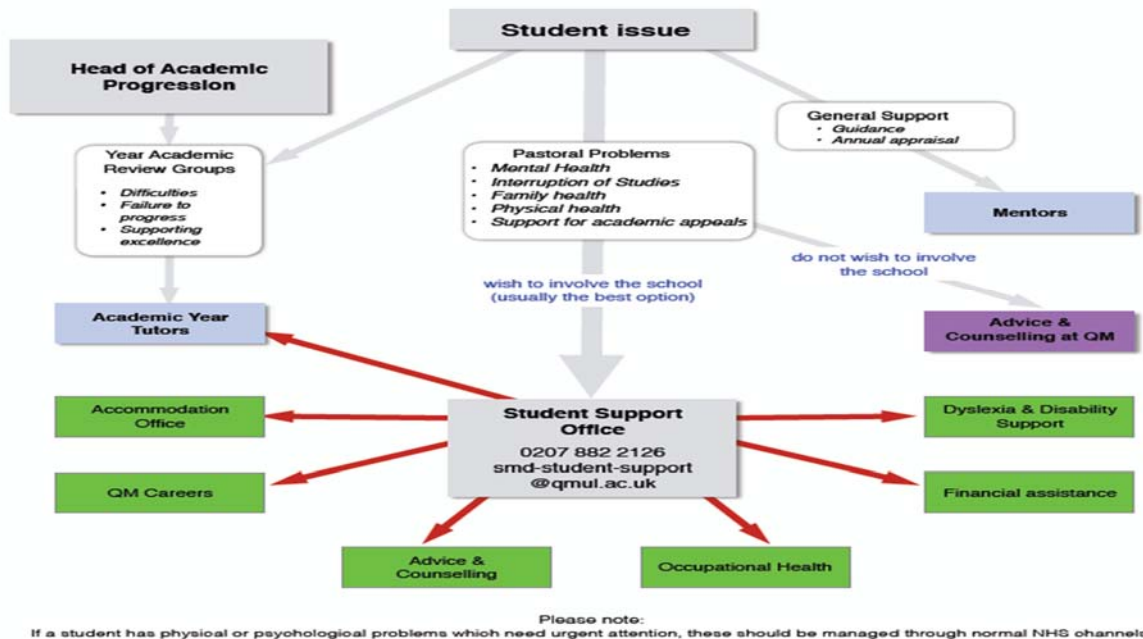 Student issue
Head of Academic
Progression
General Support
• Guidance
• Annual appraisal
Year Academic
Review Groups
• Difficulties
• Failure to
progress
• Supporting
excellence
Pastoral Problems
• Mental Health
• Interruption of Studies
• Family health
• Physical health
• Support for academic appeals
Mentors
do not wish to involve
the school
wish to involve the school
(usually the best option)
Academic Year
Tutors
Advice &
Counselling at QM
Accommodation
Office
Student Support
Office
0207 882 2126
smd-student-support
@qmul.ac.uk
Dyslexia & Disability
Support
QM Careers
Financial assistance
Advice &
Counselling
Occupational Health
Please note:
If a student has physical or psychological problems which need urgent attention, these should be managed through normal NHS channels